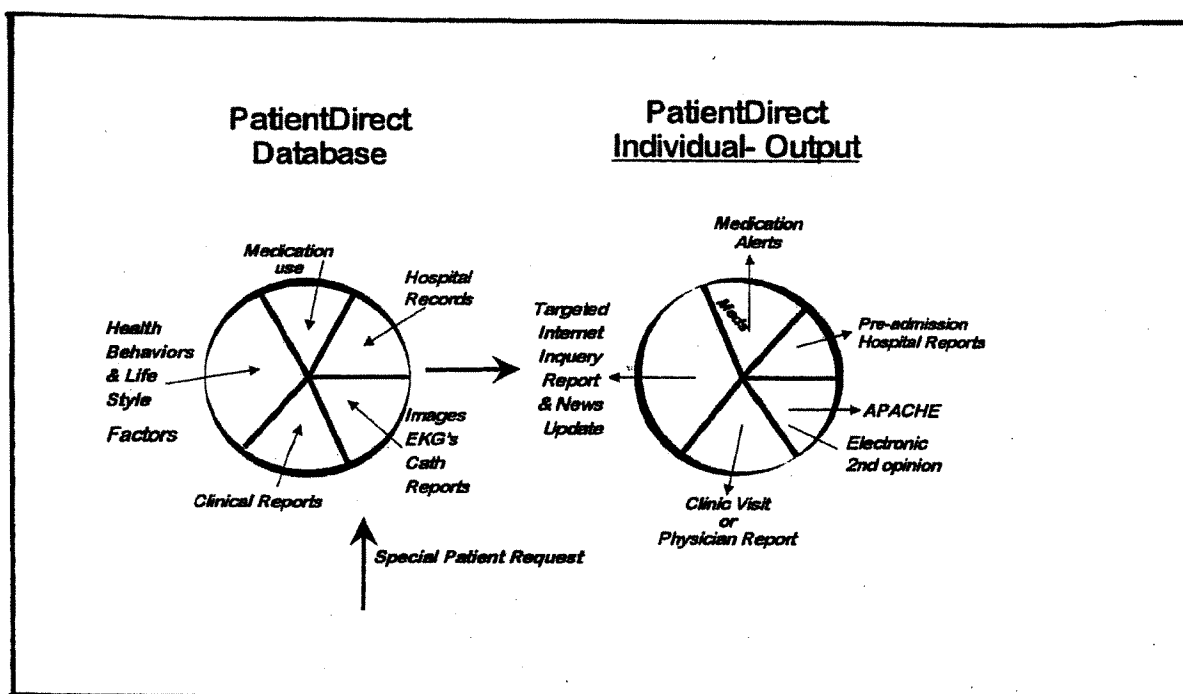 PatientDirect
Database
PatientDirect
Individual- Output
Medication
use
Hospital
Records
Health
Behaviors
& Life
Style
Factors
Images
EKG's
Cath
Reports
Clinical Reports
Special Patient Request
Medication
Alerts
Meds
Targeted
Internet
Inquery
Report
& News
Update
Pre-admission
Hospital Reports
APACHE
Electronic
2nd opinion
Clinic Visit
or
Physician Report